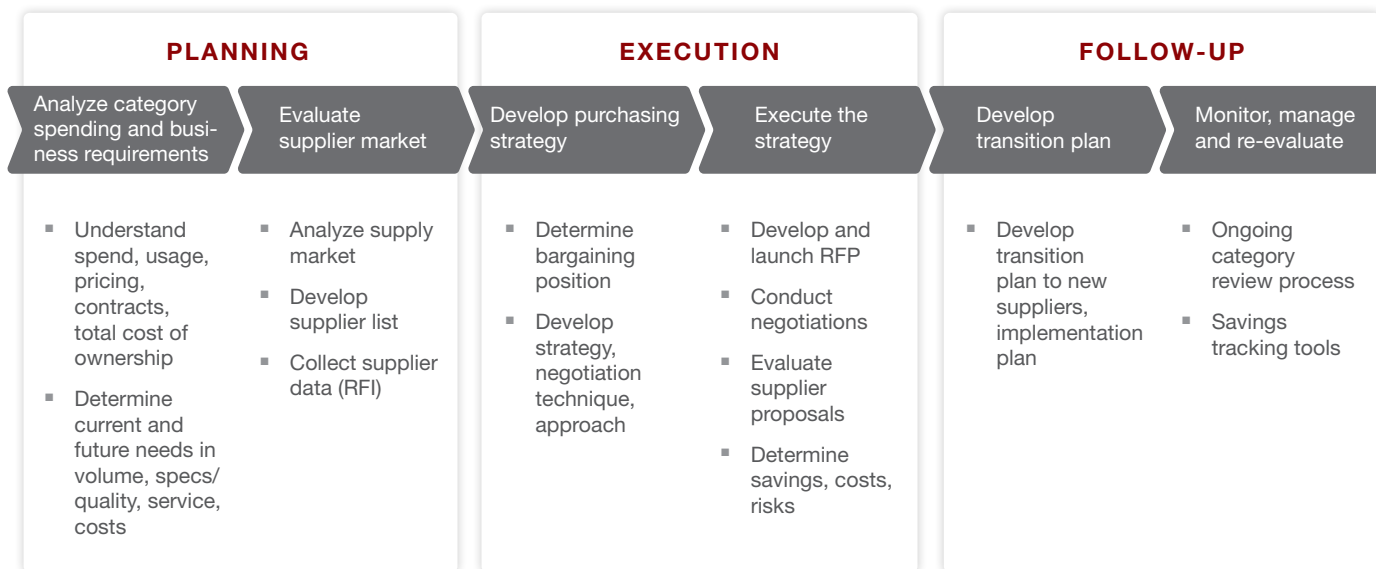 PLANNING
Analyze category
spending and busi-
ness requirements
Evaluate
supplier market
▪ Understand
spend, usage,
pricing,
contracts,
total cost of
ownership
▪ Determine
current and
future needs in
volume, specs/
quality, service,
costs
▪ Analyze supply
market
▪ Develop
supplier list
▪ Collect supplier
data (RFI)
EXECUTION
Develop purchasing
strategy
Execute the
strategy
▪ Determine
bargaining
position
▪ Develop
strategy,
negotiation
technique,
approach
▪ Develop and
launch RFP
▪ Conduct
negotiations
▪ Evaluate
supplier
proposals
▪ Determine
savings, costs,
risks
FOLLOW-UP
Develop
transition plan
Monitor, manage
and re-evaluate
▪ Develop
transition
plan to new
suppliers,
implementation
plan
▪ Ongoing
category
review process
▪ Savings
tracking tools